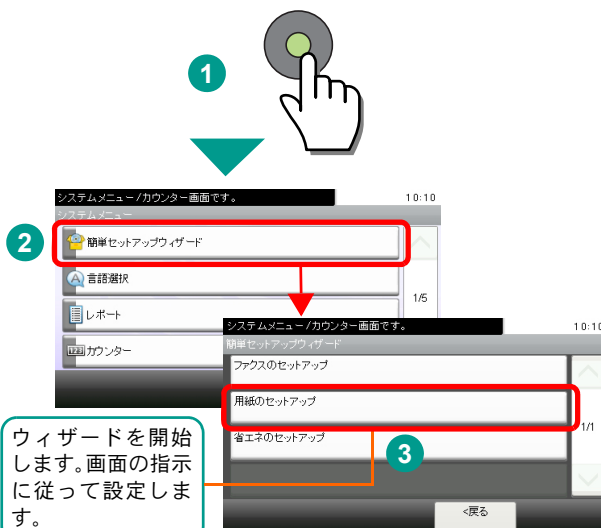 1
システムメニュー/カウンター画面です。
10:10
システムメニュー
2
簡単セットアップウィザード
言語選択
1/5
レポート
123
カウンター
システムメニュー/カウンター画面です。
10:10
簡単セットアップウィザード
ファクスのセットアップ
用紙のセットアップ
1/1
省エネのセットアップ
3
<戻る
ウィザードを開始
します。画面の指示
に従って設定しま
す。